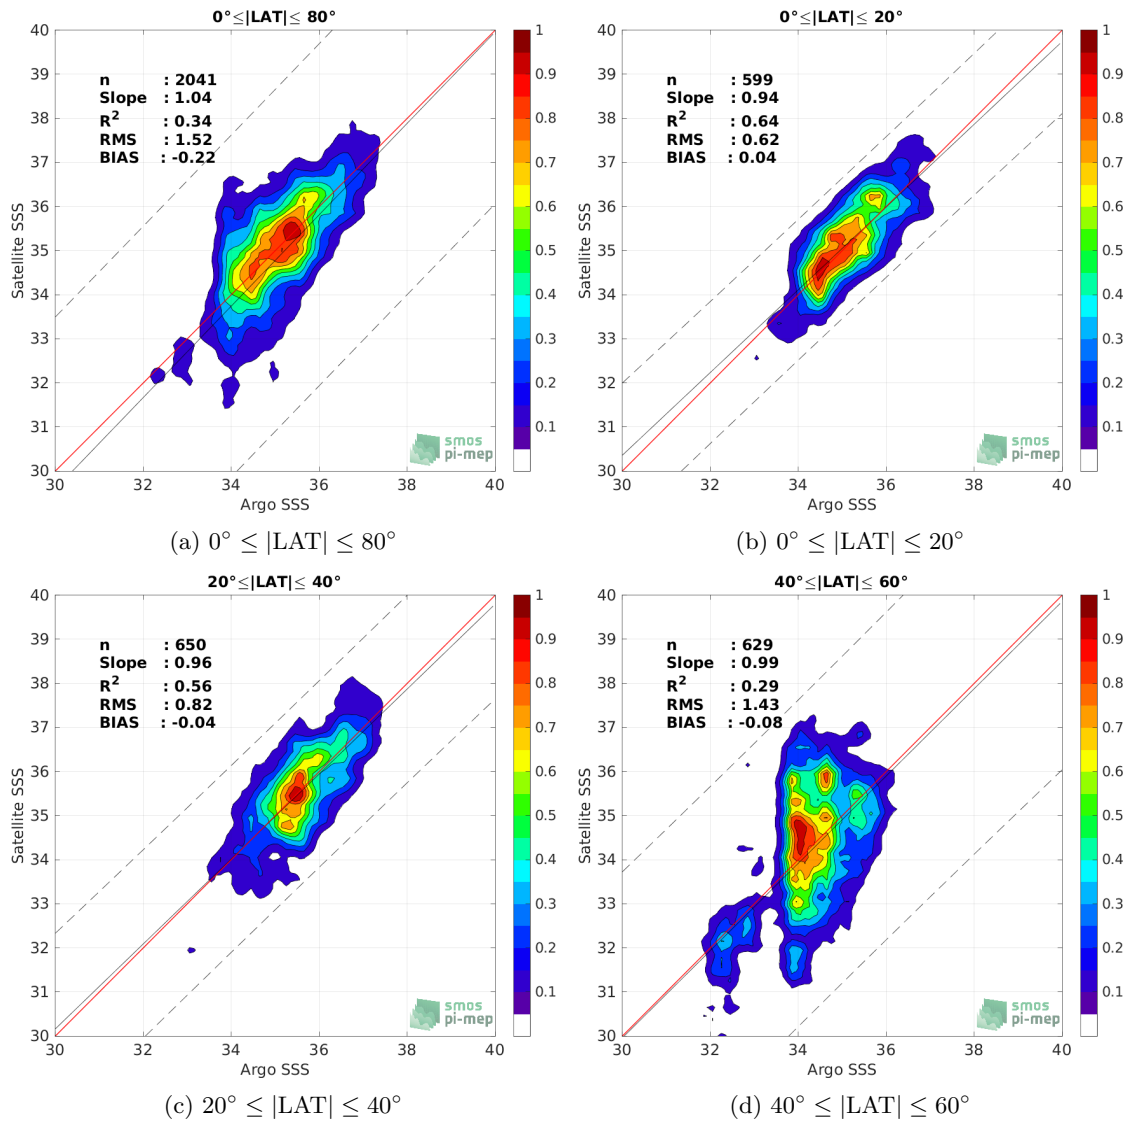 0°≤|LAT|≤ 80°
40
39
38
37
36
35
34
33
32
31
30
Satellite SSS
n : 2041
Slope : 1.04
R² : 0.34
RMS : 1.52
BIAS : -0.22
smos
pi-mep
30 32 34 36 38 40
Argo SSS
1
0.9
0.8
0.7
0.6
0.5
0.4
0.3
0.2
0.1
(a) 0° ≤ |LAT| ≤ 80°
0°≤|LAT|≤ 20°
40
39
38
37
36
35
34
33
32
31
30
Satellite SSS
n : 599
Slope : 0.94
R² : 0.64
RMS : 0.62
BIAS : 0.04
smos
pi-mep
30 32 34 36 38 40
Argo SSS
1
0.9
0.8
0.7
0.6
0.5
0.4
0.3
0.2
0.1
(b) 0° ≤ |LAT| ≤ 20°
20°≤|LAT|≤ 40°
40
39
38
37
36
35
34
33
32
31
30
Satellite SSS
n : 650
Slope : 0.96
R² : 0.56
RMS : 0.82
BIAS : -0.04
smos
pi-mep
30 32 34 36 38 40
Argo SSS
1
0.9
0.8
0.7
0.6
0.5
0.4
0.3
0.2
0.1
(c) 20° ≤ |LAT| ≤ 40°
40°≤|LAT|≤ 60°
40
39
38
37
36
35
34
33
32
31
30
Satellite SSS
n : 629
Slope : 0.99
R² : 0.29
RMS : 1.43
BIAS : -0.08
smos
pi-mep
30 32 34 36 38 40
Argo SSS
1
0.9
0.8
0.7
0.6
0.5
0.4
0.3
0.2
0.1
(d) 40° ≤ |LAT| ≤ 60°